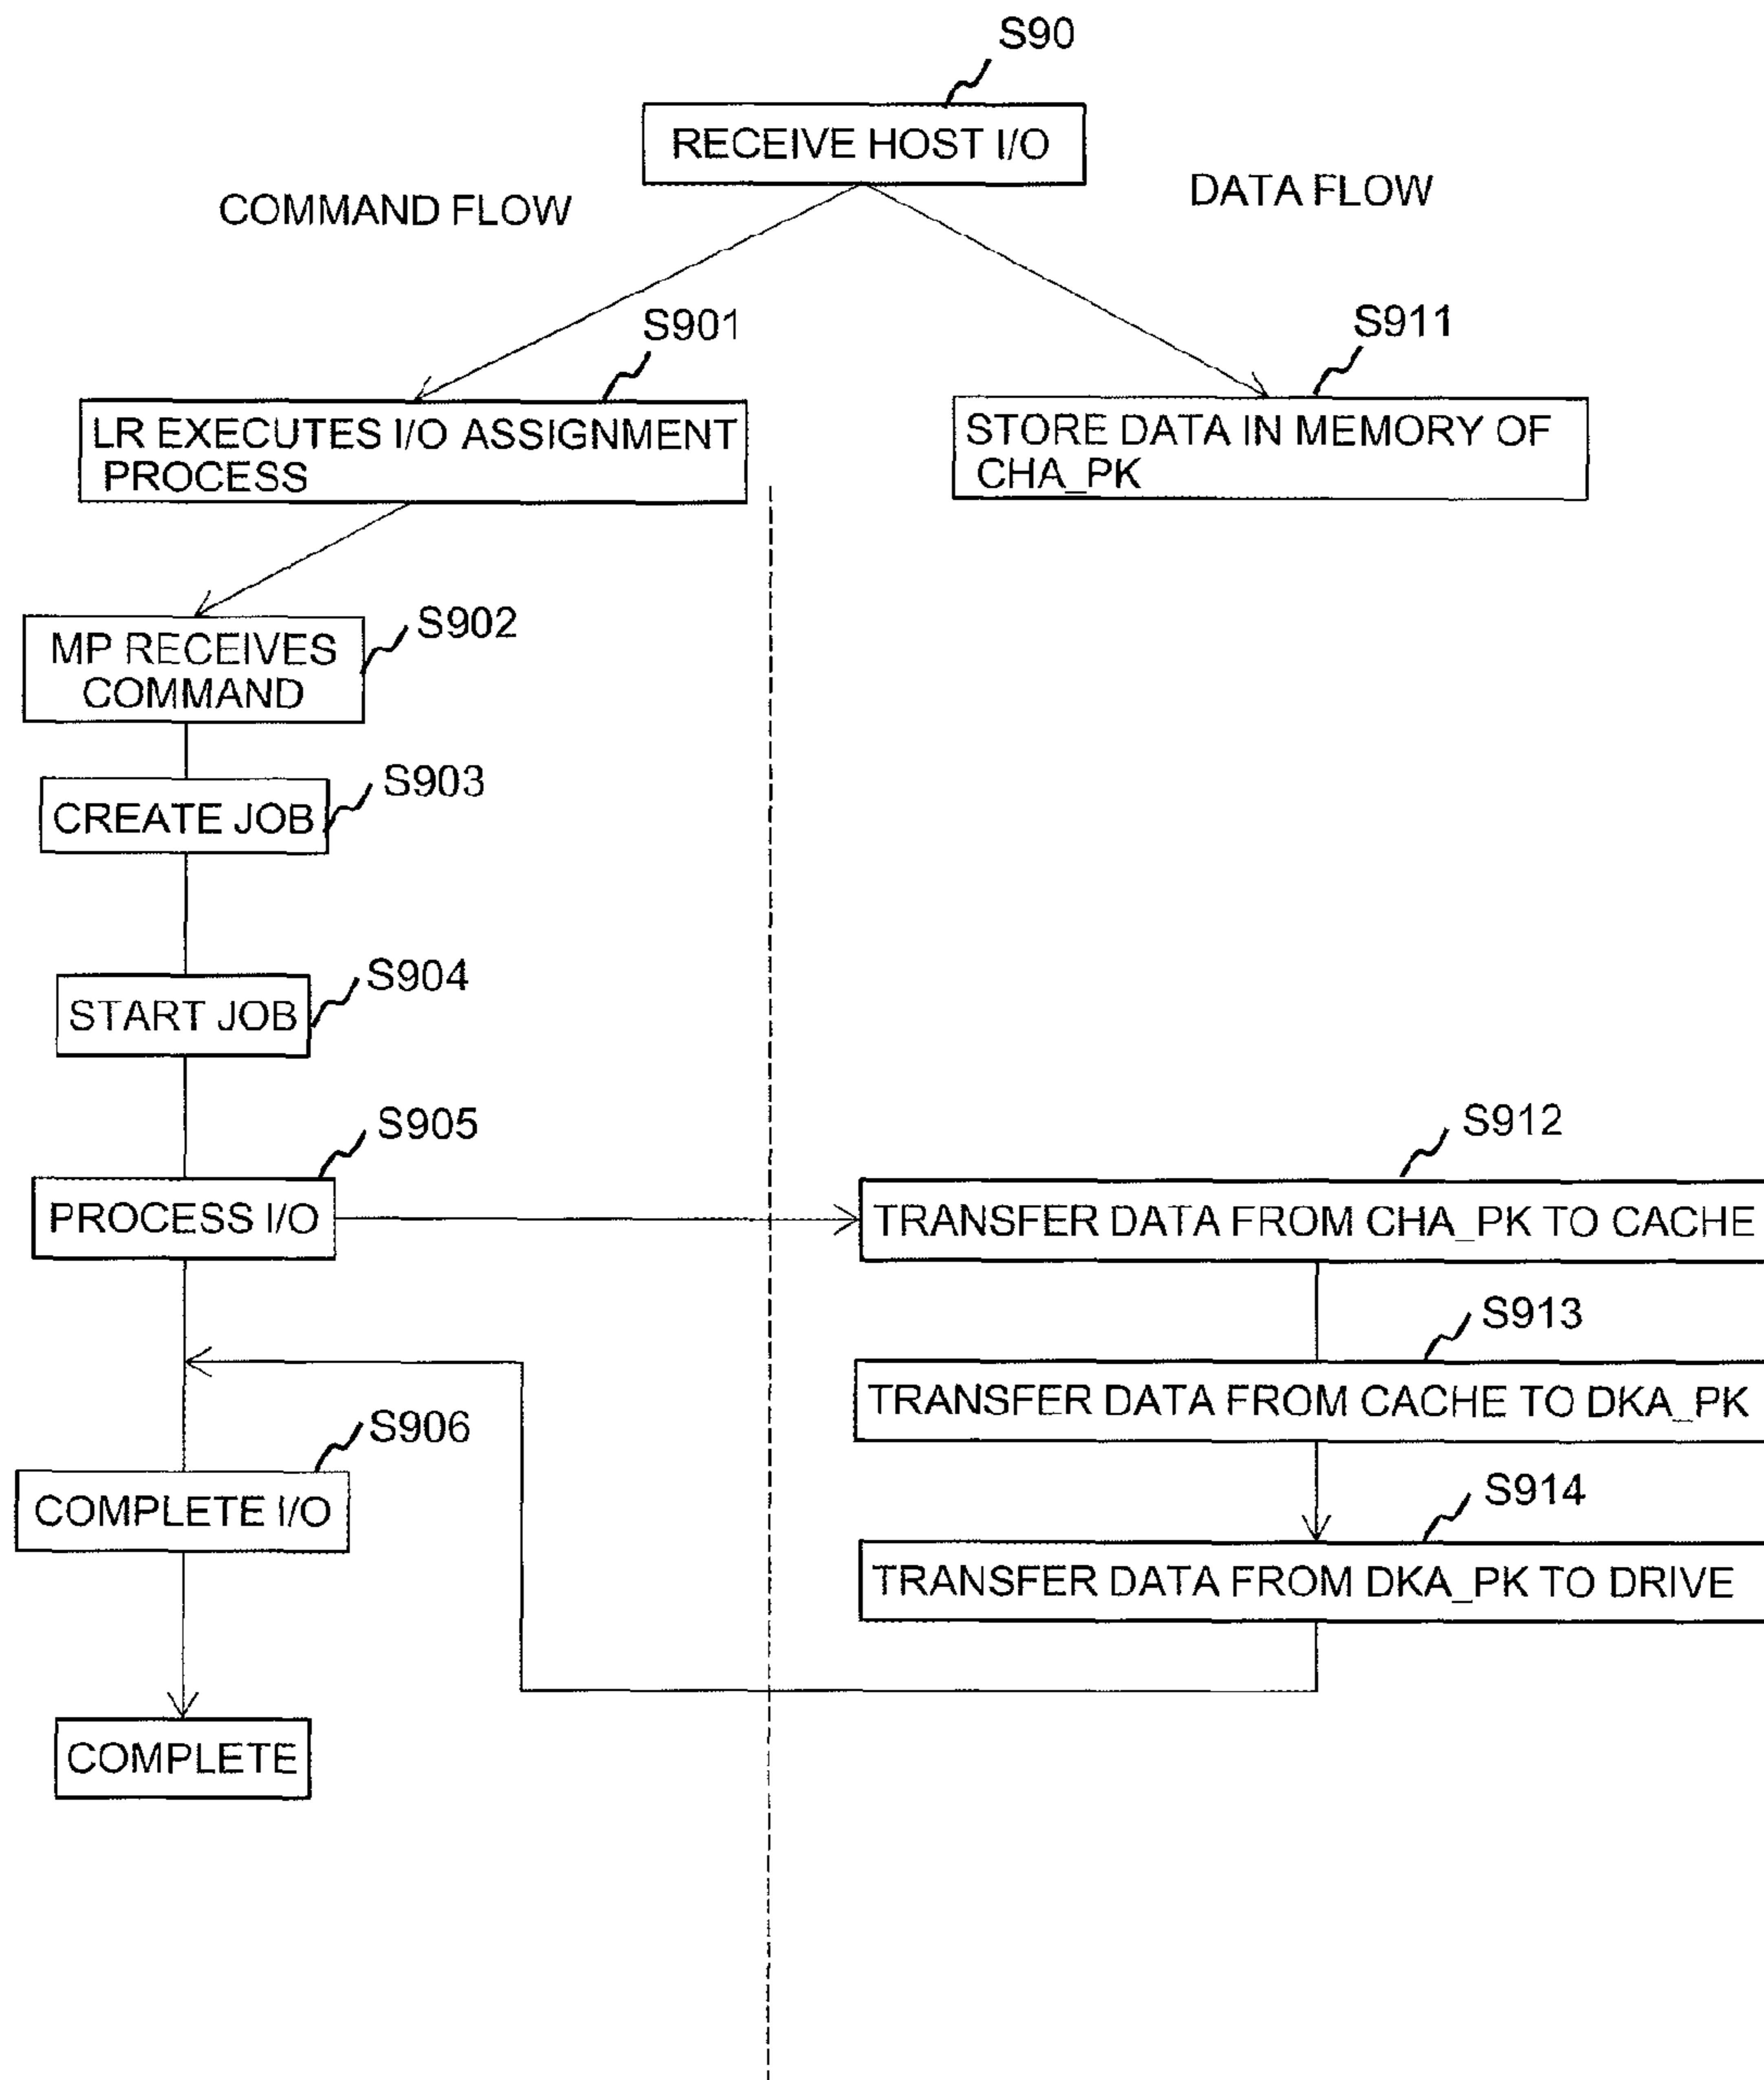 S90
RECEIVE HOST I/O
COMMAND FLOW
DATA FLOW
S901
LR EXECUTES I/O ASSIGNMENT
PROCESS
S911
STORE DATA IN MEMORY OF
CHA_PK
S902
MP RECEIVES
COMMAND
S903
CREATE JOB
S904
START JOB
S905
PROCESS I/O
S912
TRANSFER DATA FROM CHA_PK TO CACHE
S913
TRANSFER DATA FROM CACHE TO DKA_PK
S906
COMPLETE I/O
S914
TRANSFER DATA FROM DKA_PK TO DRIVE
COMPLETE